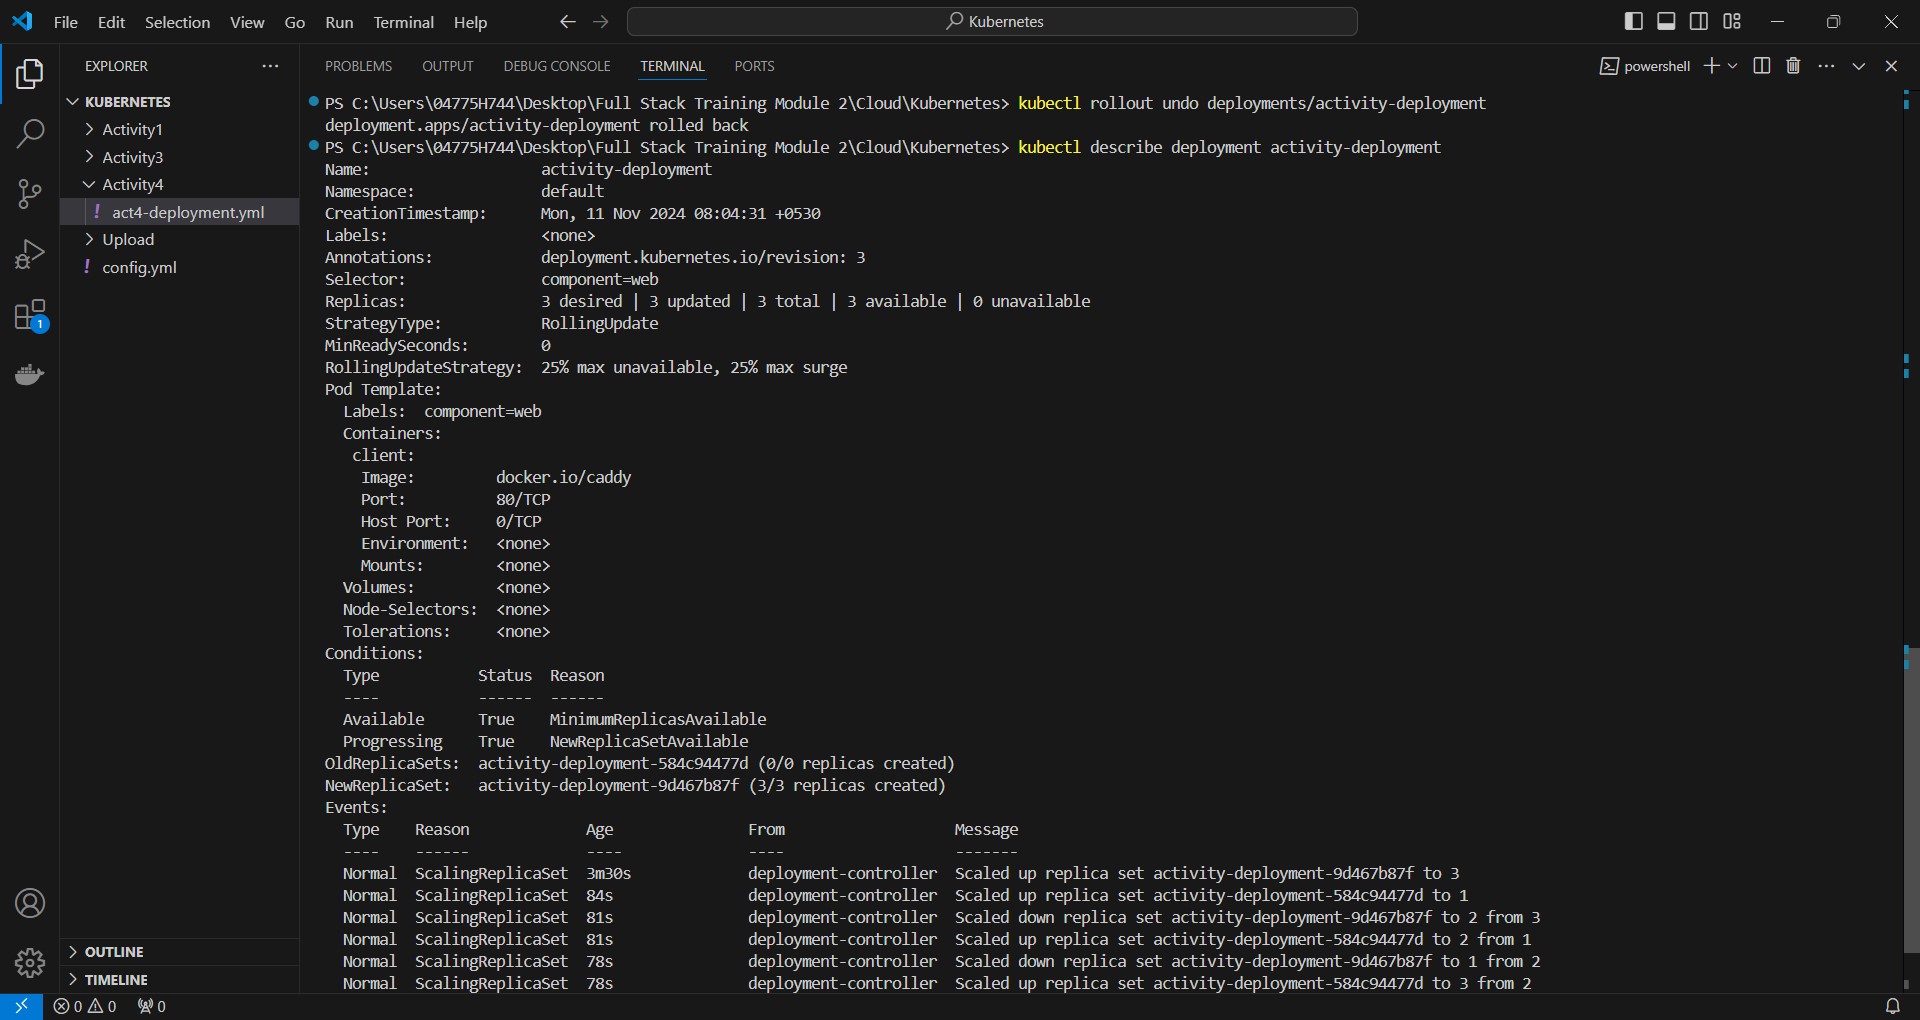 File Edit Selection View Go Run Terminal Help
Kubernetes
EXPLORER
KUBERNETES
Activity1
Activity3
Activity4
! act4-deployment.yml
Upload
! config.yml
OUTLINE
TIMELINE
1
PROBLEMS OUTPUT DEBUG CONSOLE TERMINAL PORTS
powershell
PS C:\Users\04775H744\Desktop\Full Stack Training Module 2\Cloud\Kubernetes> kubectl rollout undo deployments/activity-deployment
deployment.apps/activity-deployment rolled back
PS C:\Users\04775H744\Desktop\Full Stack Training Module 2\Cloud\Kubernetes> kubectl describe deployment activity-deployment
Name: activity-deployment
Namespace: default
CreationTimestamp: Mon, 11 Nov 2024 08:04:31 +0530
Labels: <none>
Annotations: deployment.kubernetes.io/revision: 3
Selector: component=web
Replicas: 3 desired | 3 updated | 3 total | 3 available | 0 unavailable
StrategyType: RollingUpdate
MinReadySeconds: 0
RollingUpdateStrategy: 25% max unavailable, 25% max surge
Pod Template:
Labels: component=web
Containers:
client:
Image: docker.io/caddy
Port: 80/TCP
Host Port: 0/TCP
Environment: <none>
Mounts: <none>
Volumes: <none>
Node-Selectors: <none>
Tolerations: <none>
Conditions:
Type Status Reason
---- ------ ------
Available True MinimumReplicasAvailable
Progressing True NewReplicaSetAvailable
OldReplicaSets: activity-deployment-584c94477d (0/0 replicas created)
NewReplicaSet: activity-deployment-9d467b87f (3/3 replicas created)
Events:
Type Reason Age From Message
---- ------ ---- ---- -------
Normal ScalingReplicaSet 3m30s deployment-controller Scaled up replica set activity-deployment-9d467b87f to 3
Normal ScalingReplicaSet 84s deployment-controller Scaled up replica set activity-deployment-584c94477d to 1
Normal ScalingReplicaSet 81s deployment-controller Scaled down replica set activity-deployment-9d467b87f to 2 from 3
Normal ScalingReplicaSet 81s deployment-controller Scaled up replica set activity-deployment-584c94477d to 2 from 1
Normal ScalingReplicaSet 78s deployment-controller Scaled down replica set activity-deployment-9d467b87f to 1 from 2
Normal ScalingReplicaSet 78s deployment-controller Scaled up replica set activity-deployment-584c94477d to 3 from 2
0 0 0